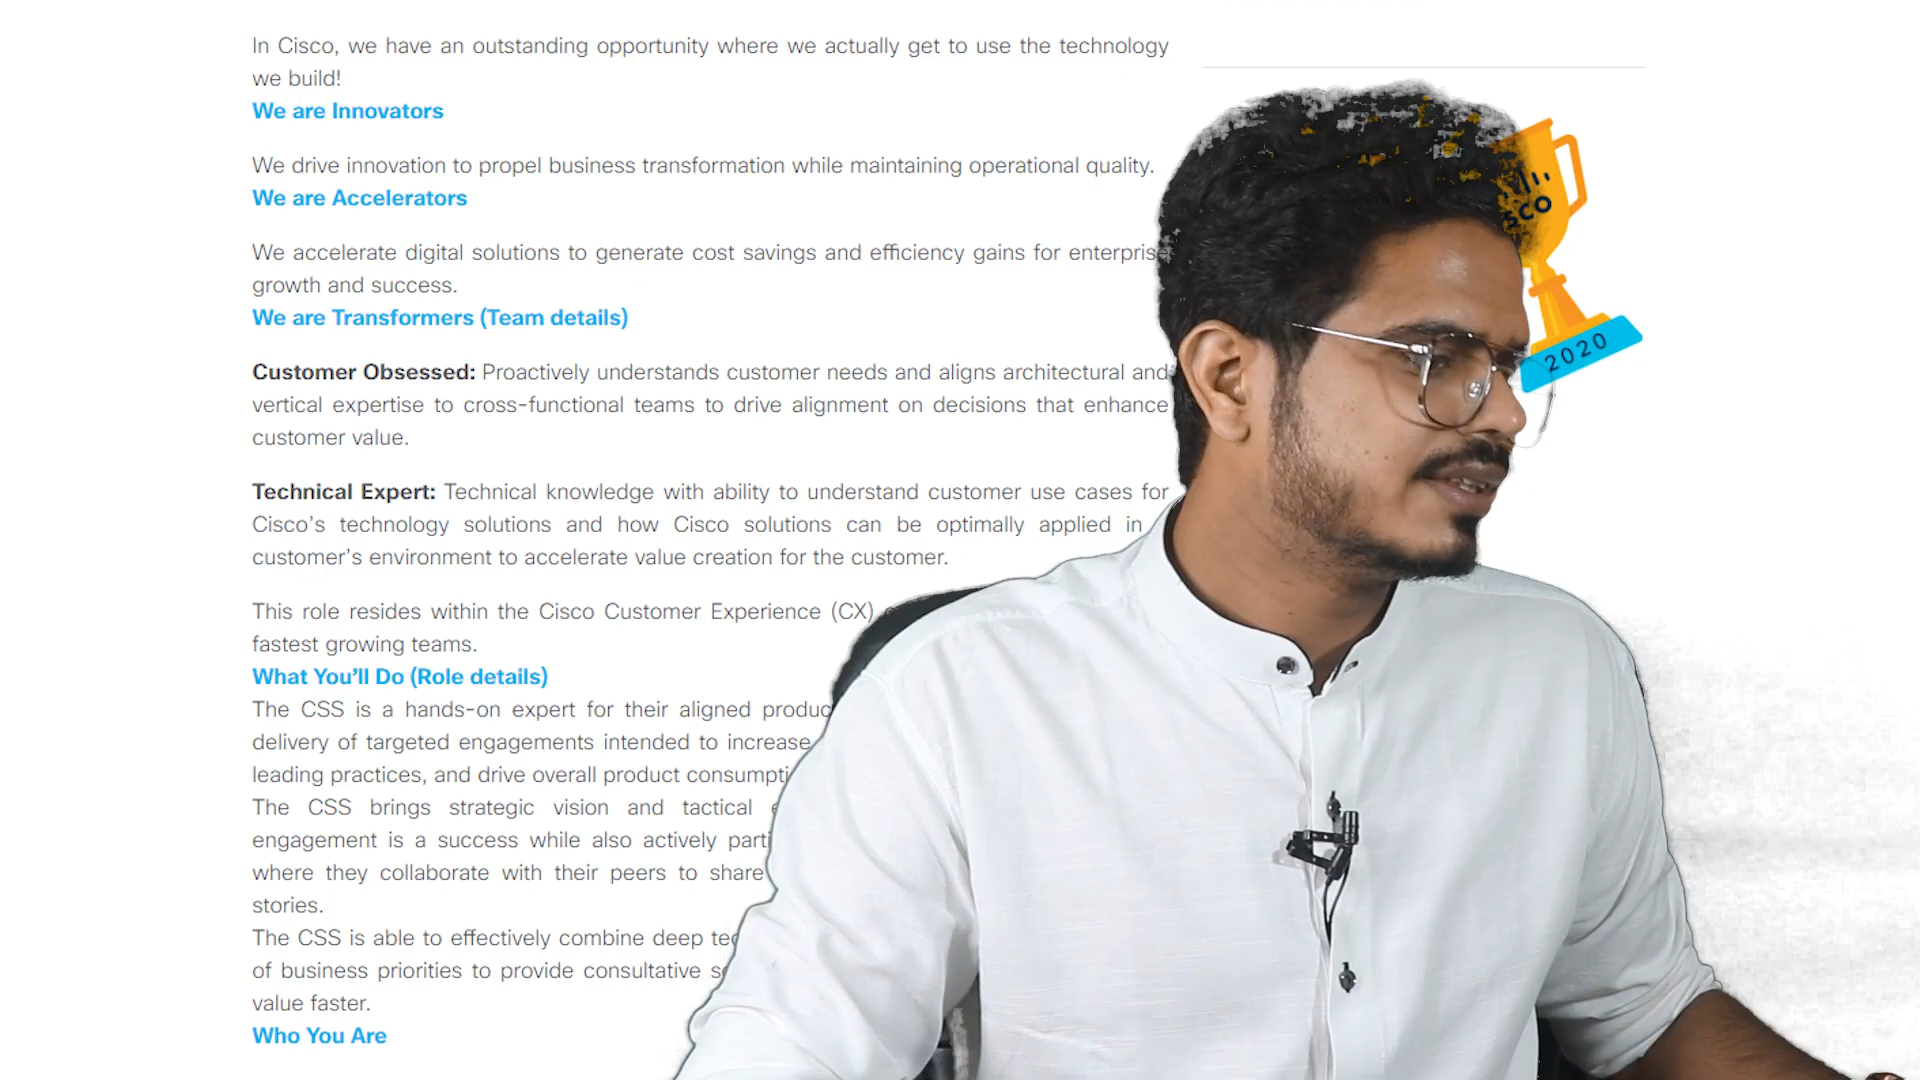 In Cisco, we have an outstanding opportunity where we actually get to use the technology
we build!
We are Innovators
We drive innovation to propel business transformation while maintaining operational quality.
We are Accelerators
We accelerate digital solutions to generate cost savings and efficiency gains for enterprise
growth and success.
We are Transformers (Team details)
Customer Obsessed: Proactively understands customer needs and aligns architectural and
vertical expertise to cross-functional teams to drive alignment on decisions that enhance
customer value.
Technical Expert: Technical knowledge with ability to understand customer use cases for
Cisco's technology solutions and how Cisco solutions can be optimally applied in
customer's environment to accelerate value creation for the customer.
This role resides within the Cisco Customer Experience (CX)
fastest growing teams.
What You'll Do (Role details)
The CSS is a hands-on expert for their aligned
delivery of targeted engagements intended to increase
leading practices, and drive overall product
The CSS brings strategic vision and tactical
engagement is a success while also actively
where they collaborate with their peers to share
stories.
The CSS is able to effectively combine deep
of business priorities to provide consultative
value faster.
Who You Are
2020